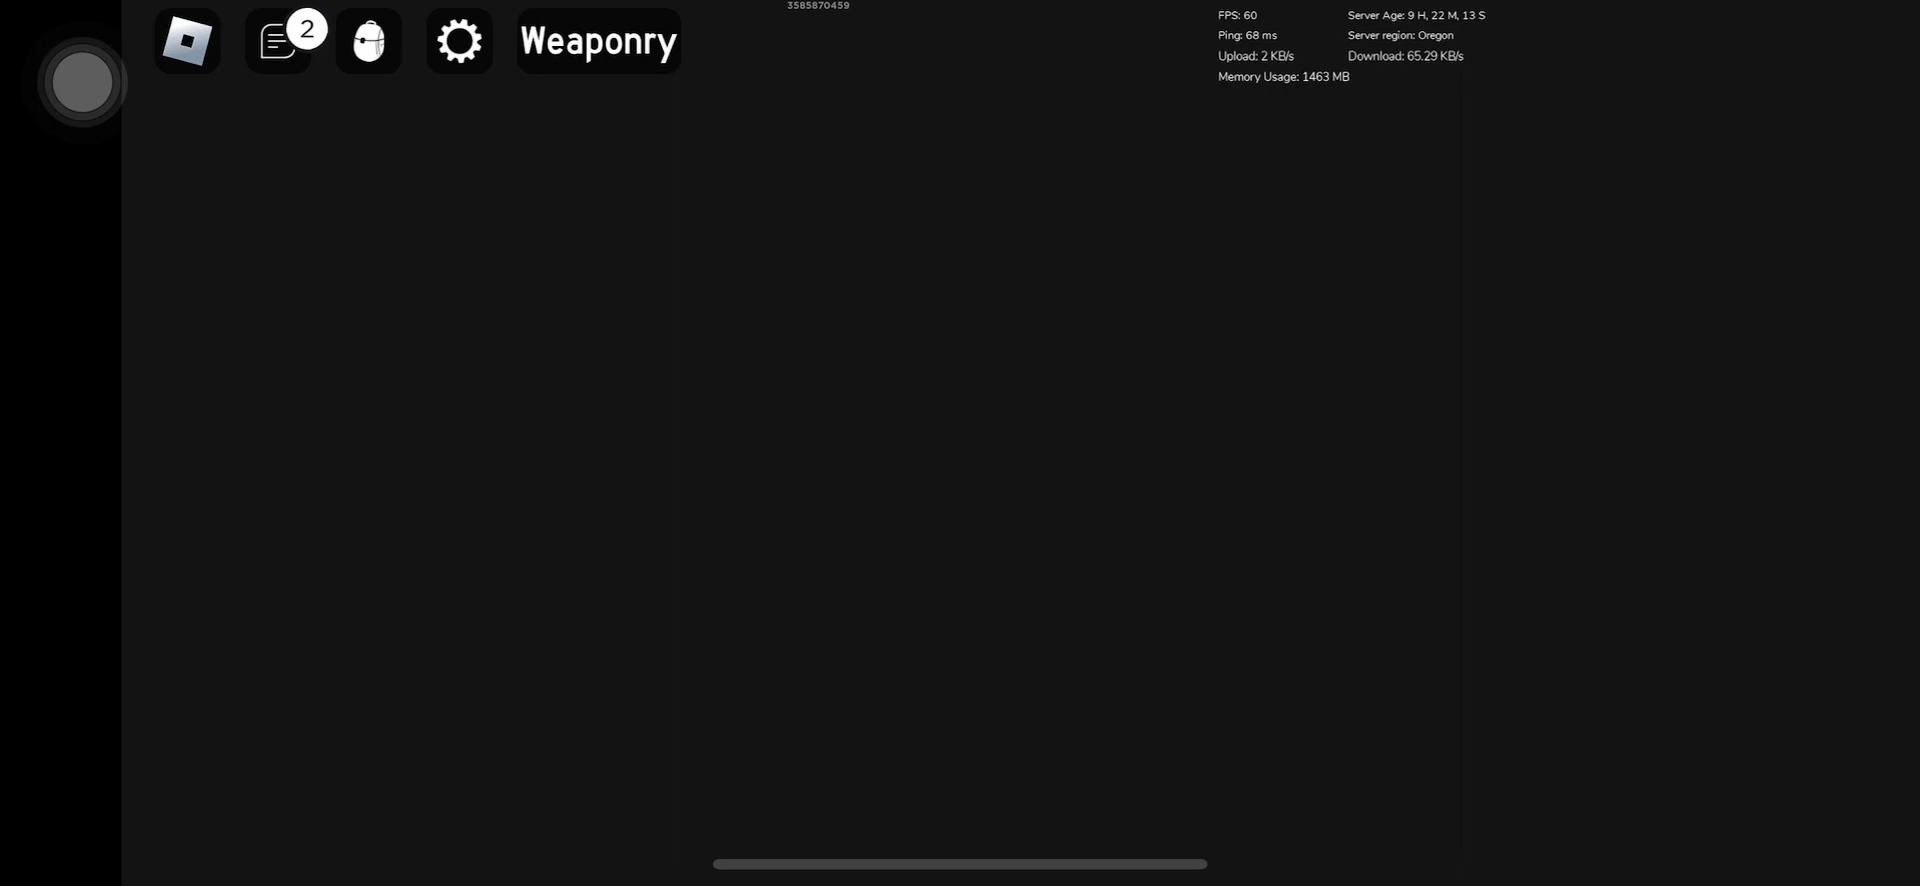 3585870459
2
Weaponry
FPS: 60
Server Age: 9 H, 22 M, 13 S
Ping: 68 ms
Server region: Oregon
Upload: 2 KB/s
Download: 65.29 KB/s
Memory Usage: 1463 MB